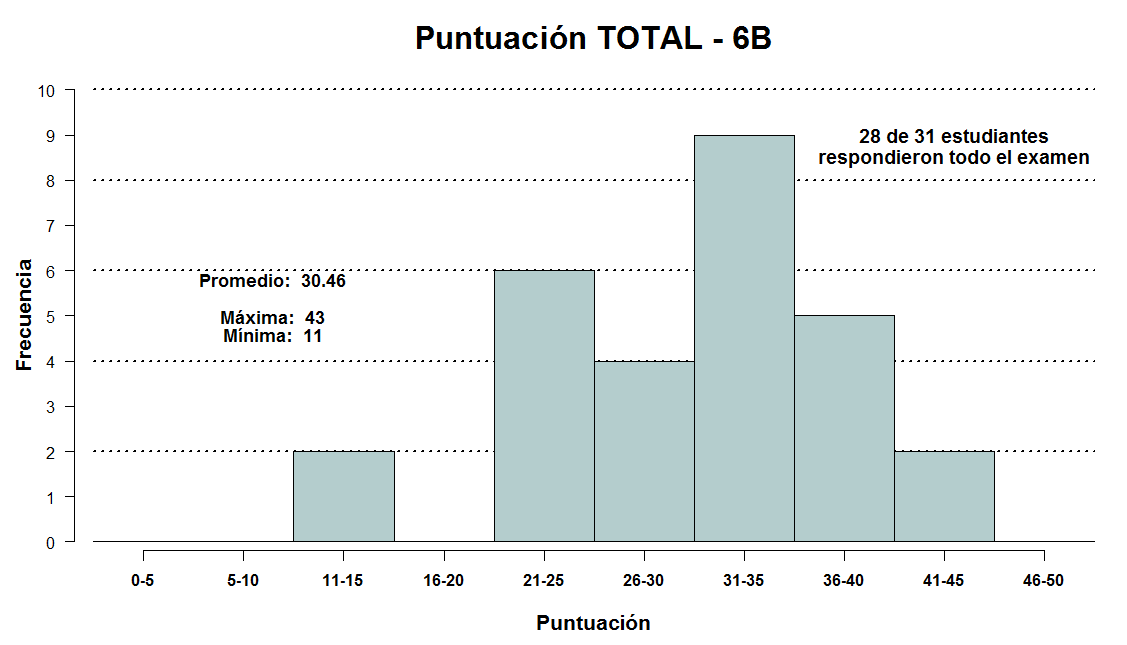 Puntuación TOTAL - 6B
10
9
8
7
6
5
4
3
2
1
0
Frecuencia
28 de 31 estudiantes
respondieron todo el examen
Promedio: 30.46
Máxima: 43
Mínima: 11
0-5 5-10 11-15 16-20 21-25 26-30 31-35 36-40 41-45 46-50
Puntuación